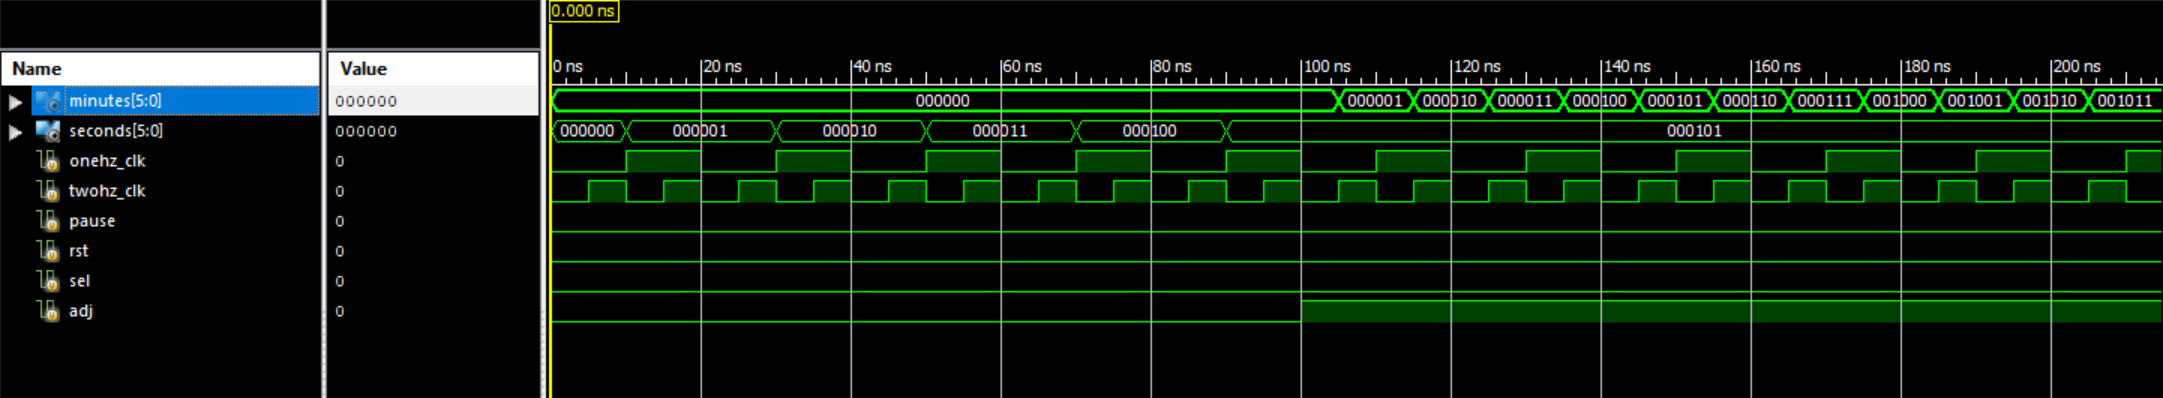 0.000 ns
Name Value 0 ns 20 ns 40 ns 60 ns 80 ns 100 ns 120 ns 140 ns 160 ns 180 ns 200 ns
minutes[5:0] 000000 000000 000001 000010 000011 000100 000101 000110 000111 001000 001001 001010 001011
seconds[5:0] 000000 000000 000001 000010 000011 000100 000101
onehz_clk 0
twohz_clk 0
pause 0
rst 0
sel 0
adj 0